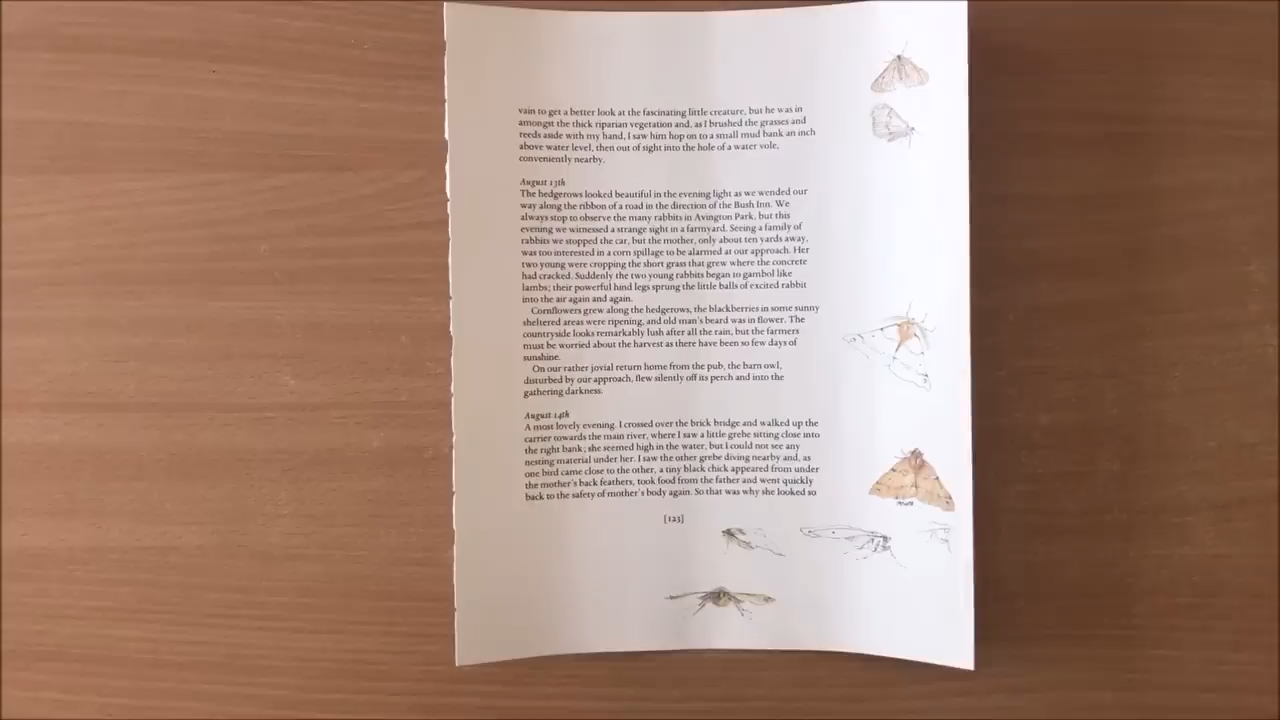 vain to get a better look at the fascinating little creature, but he was in
amongst the thick riparian vegetation and, as I brushed the grasses and
reeds aside with my hand, I saw him hop on to a small mud bank an inch
above water level, then out of sight into the hole of a water vole,
conveniently nearby.
August 13th
The hedgerows looked beautiful in the evening light as we wended our
way along the ribbon of a road in the direction of the Bush Inn. We
always stop to observe the many rabbits in Avington Park, but this
evening we witnessed a strange sight in a farmyard. Seeing a family of
rabbits we stopped the car, but the mother, only about ten yards away,
was too interested in a corn spillage to be alarmed at our approach. Her
two young were cropping the short grass that grew where the concrete
had cracked. Suddenly the two young rabbits began to gambol like
lambs; their powerful hind legs sprung the little balls of excited rabbit
into the air again and again.
Cornflowers grew along the hedgerows, the blackberries in some sunny
sheltered areas were ripening, and old man's beard was in flower. The
countryside looks remarkably lush after all the rain, but the farmers
must be worried about the harvest as there have been so few days of
sunshine.
On our rather jovial return home from the pub, the barn owl,
disturbed by our approach, flew silently off its perch and into the
gathering darkness.
August 14th
A most lovely evening. I crossed over the brick bridge and walked up the
carrier towards the main river, where I saw a little grebe sitting close into
the right bank; she seemed high in the water, but I could not see any
nesting material under her. I saw the other grebe diving nearby and, as
one bird came close to the other, a tiny black chick appeared from under
the mother's back feathers, took food from the father and went quickly
back to the safety of mother's body again. So that was why she looked so
[123]